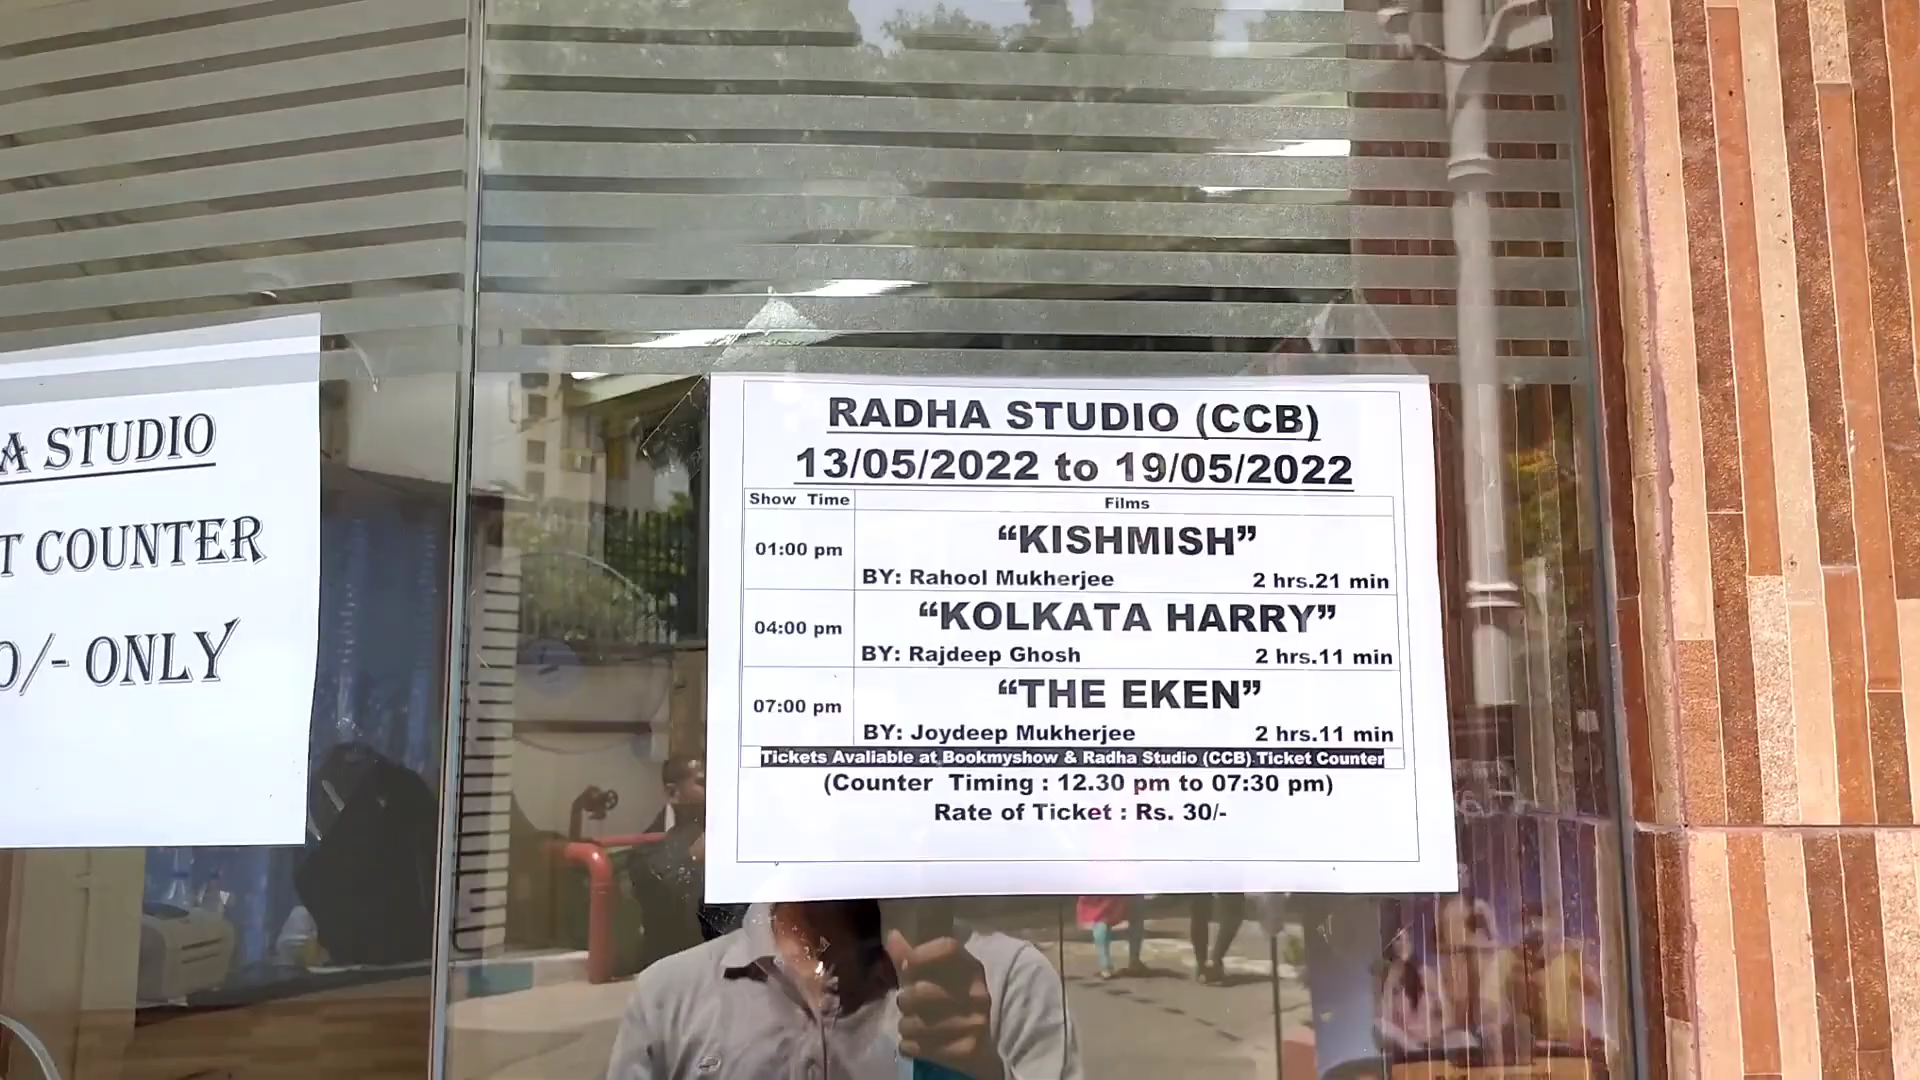 A STUDIO
T COUNTER
0/- ONLY
RADHA STUDIO (CCB)
13/05/2022 to 19/05/2022
Show Time Films
01:00 pm "KISHMISH"
BY: Rahool Mukherjee 2 hrs.21 min
04:00 pm "KOLKATA HARRY"
BY: Rajdeep Ghosh 2 hrs.11 min
07:00 pm "THE EKEN"
BY: Joydeep Mukherjee 2 hrs.11 min
Tickets Avaliable at Bookmyshow & Radha Studio (CCB) Ticket Counter
(Counter Timing : 12.30 pm to 07:30 pm)
Rate of Ticket : Rs. 30/-